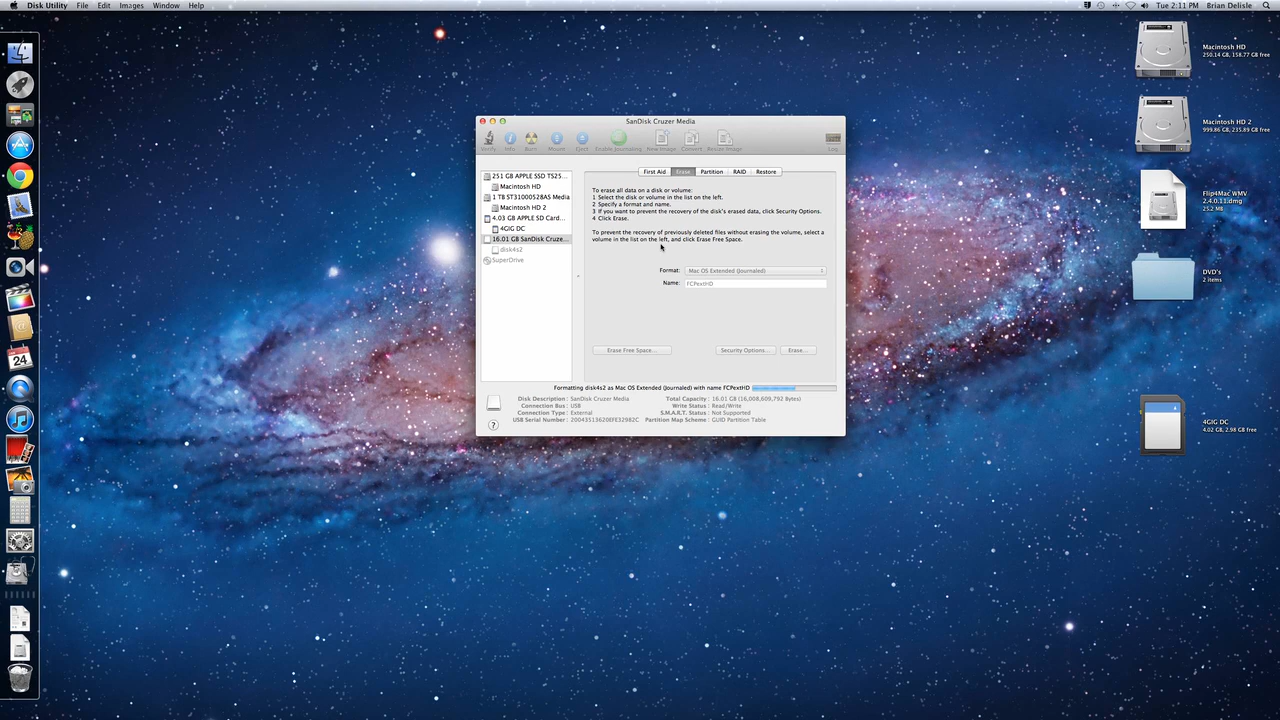 Disk Utility File Edit Images Window Help
Tue 2:11 PM Brian Delisle
SanDisk Cruzer Media
Verify Info Burn Mount Eject Enable Journaling New Image Convert Resize Image Log
First Aid Erase Partition RAID Restore
251 GB APPLE SSD TS25...
Macintosh HD
1 TB ST31000528AS Media
Macintosh HD 2
4.03 GB APPLE SD Card...
4GIG DC
16.01 GB SanDisk Cruze...
disk4s2
SuperDrive
To erase all data on a disk or volume:
1 Select the disk or volume in the list on the left.
2 Specify a format and name.
3 If you want to prevent the recovery of the disk's erased data, click Security Options.
4 Click Erase.
To prevent the recovery of previously deleted files without erasing the volume, select a
volume in the list on the left, and click Erase Free Space.
Format: Mac OS Extended (Journaled)
Name: FCPextHD
Erase Free Space... Security Options... Erase...
Formatting disk4s2 as Mac OS Extended (Journaled) with name FCPextHD
Disk Description: SanDisk Cruzer Media Total Capacity: 16.01 GB (16,008,609,792 Bytes)
Connection Bus: USB Write Status: Read/Write
Connection Type: External S.M.A.R.T. Status: Not Supported
USB Serial Number: 20043513620EFE32982C Partition Map Scheme: GUID Partition Table
?
Macintosh HD
250.14 GB, 158.77 GB free
Macintosh HD 2
999.86 GB, 235.89 GB free
Flip4Mac WMV
2.4.0.11.dmg
25.2 MB
DVD's
2 items
4GIG DC
4.02 GB, 2.98 GB free
24